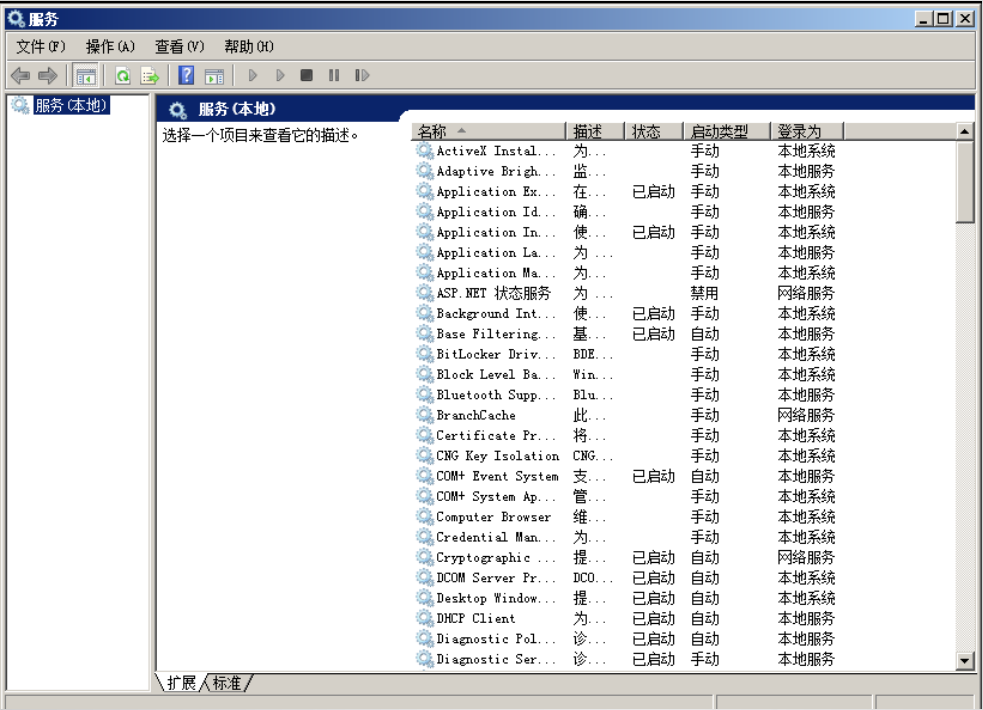 服务
文件(F) 操作(A) 查看(V) 帮助(H)
服务(本地)
服务(本地)
选择一个项目来查看它的描述。
名称 描述 状态 启动类型 登录为
ActiveX Instal... 为... 手动 本地系统
Adaptive Brigh... 监... 手动 本地服务
Application Ex... 在... 已启动 手动 本地系统
Application Id... 确... 手动 本地服务
Application In... 使... 已启动 手动 本地系统
Application La... 为 ... 手动 本地服务
Application Ma... 为... 手动 本地系统
ASP.NET 状态服务 为 ... 禁用 网络服务
Background Int... 使... 已启动 手动 本地系统
Base Filtering... 基... 已启动 自动 本地服务
BitLocker Driv... BDE... 手动 本地系统
Block Level Ba... Win... 手动 本地系统
Bluetooth Supp... Blu... 手动 本地服务
BranchCache 此... 手动 网络服务
Certificate Pr... 将... 手动 本地系统
CNG Key Isolation CNG... 手动 本地系统
COM+ Event System 支... 已启动 自动 本地服务
COM+ System Ap... 管... 手动 本地系统
Computer Browser 维... 手动 本地系统
Credential Man... 为... 手动 本地系统
Cryptographic ... 提... 已启动 自动 网络服务
DCOM Server Pr... DCO... 已启动 自动 本地系统
Desktop Window... 提... 已启动 自动 本地系统
DHCP Client 为... 已启动 自动 本地服务
Diagnostic Pol... 诊... 已启动 自动 本地服务
Diagnostic Ser... 诊... 已启动 手动 本地服务
扩展 标准